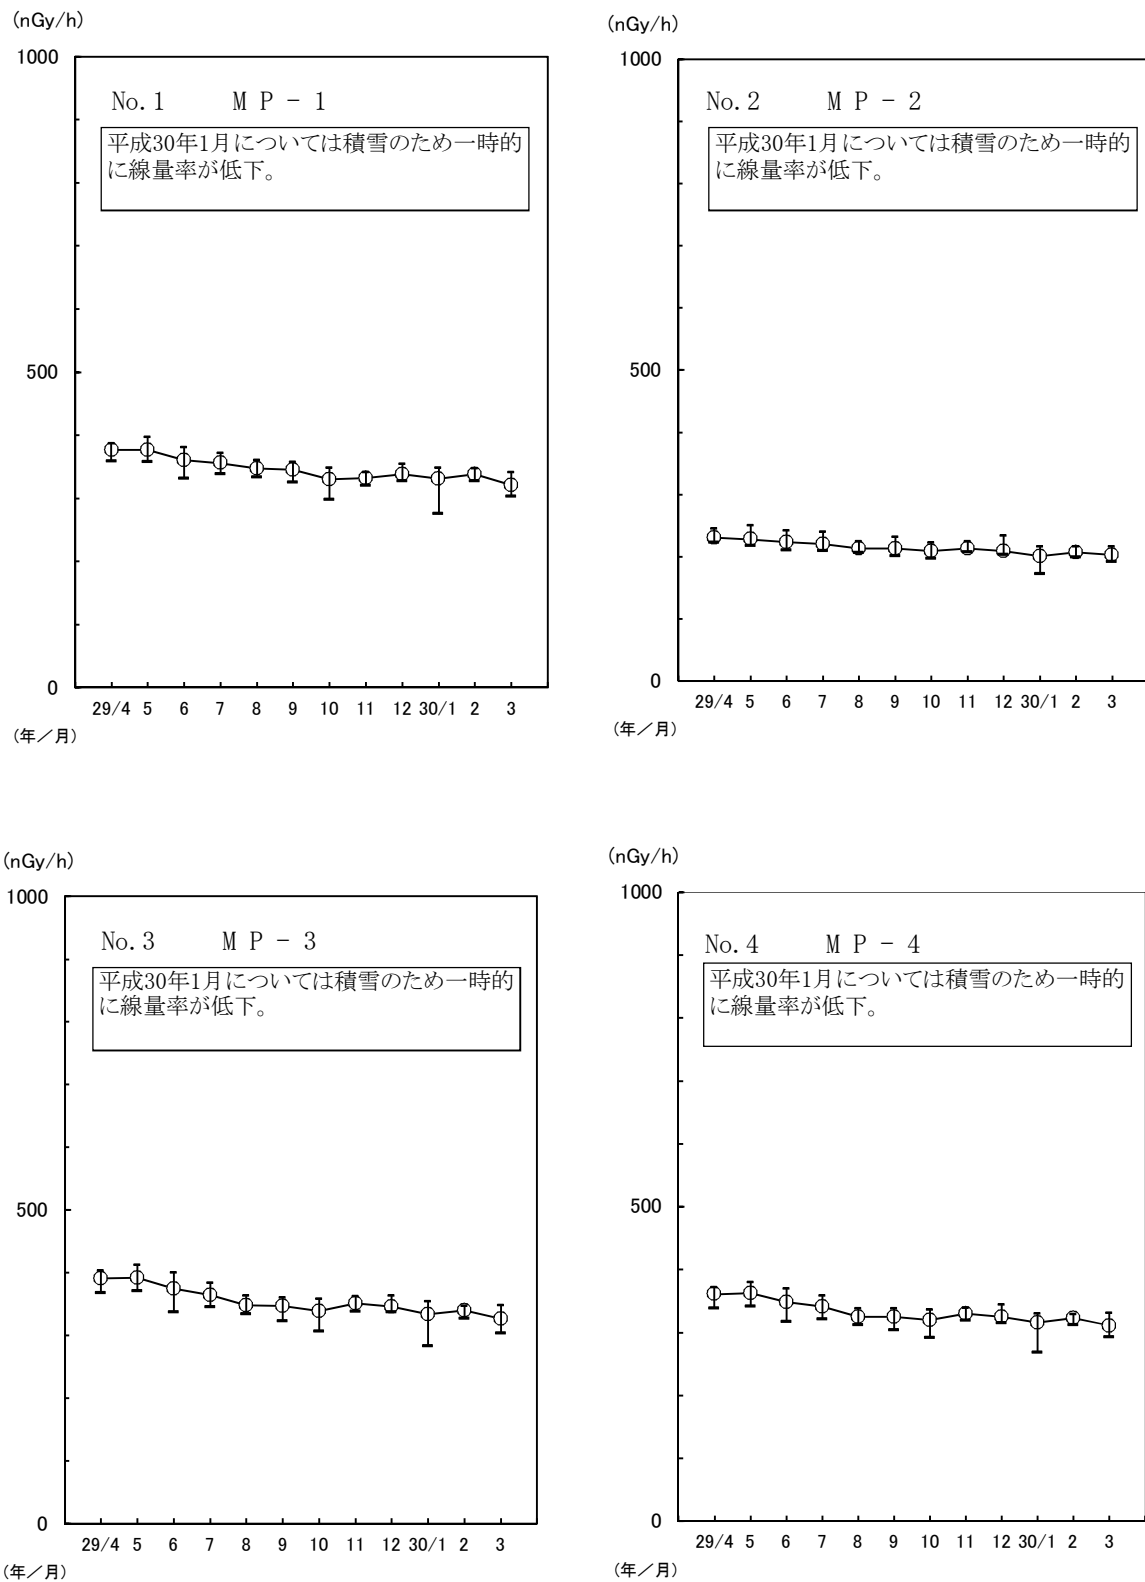 (nGy/h)
1000
No.1 ＭＰ－１
平成30年1月については積雪のため一時的
に線量率が低下。
500
0
29/4 5 6 7 8 9 10 11 12 30/1 2 3
(年／月)
(nGy/h)
1000
No.2 ＭＰ－２
平成30年1月については積雪のため一時的
に線量率が低下。
500
0
29/4 5 6 7 8 9 10 11 12 30/1 2 3
(年／月)
(nGy/h)
1000
No.3 ＭＰ－３
平成30年1月については積雪のため一時的
に線量率が低下。
500
0
29/4 5 6 7 8 9 10 11 12 30/1 2 3
(年／月)
(nGy/h)
1000
No.4 ＭＰ－４
平成30年1月については積雪のため一時的
に線量率が低下。
500
0
29/4 5 6 7 8 9 10 11 12 30/1 2 3
(年／月)